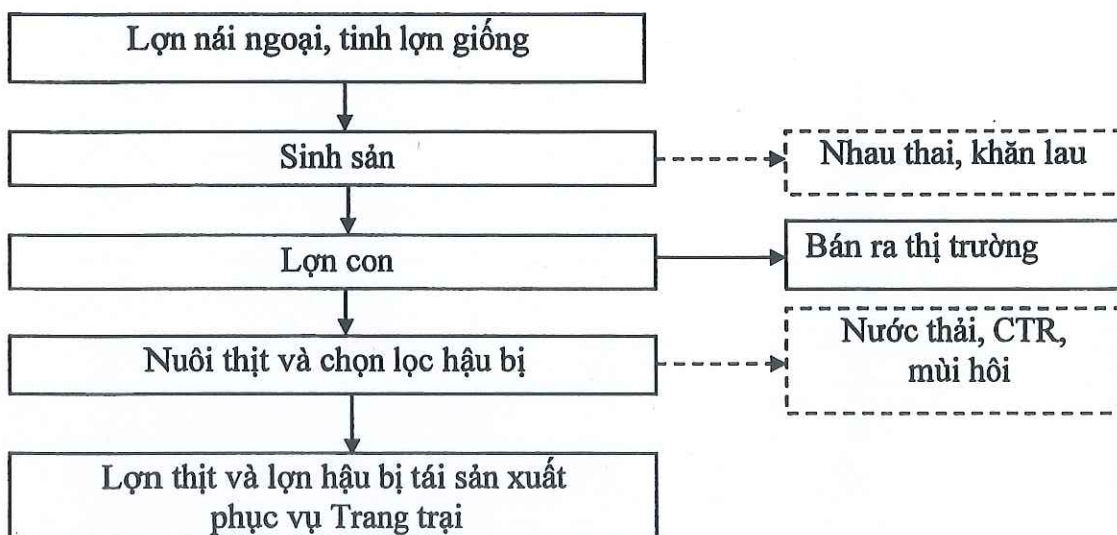 Lợn nái ngoại, tinh lợn giống
Sinh sản
Nhau thai, khăn lau
Lợn con
Bán ra thị trường
Nuôi thịt và chọn lọc hậu bị
Nước thải, CTR,
mùi hôi
Lợn thịt và lợn hậu bị tái sản xuất
phục vụ Trang trại